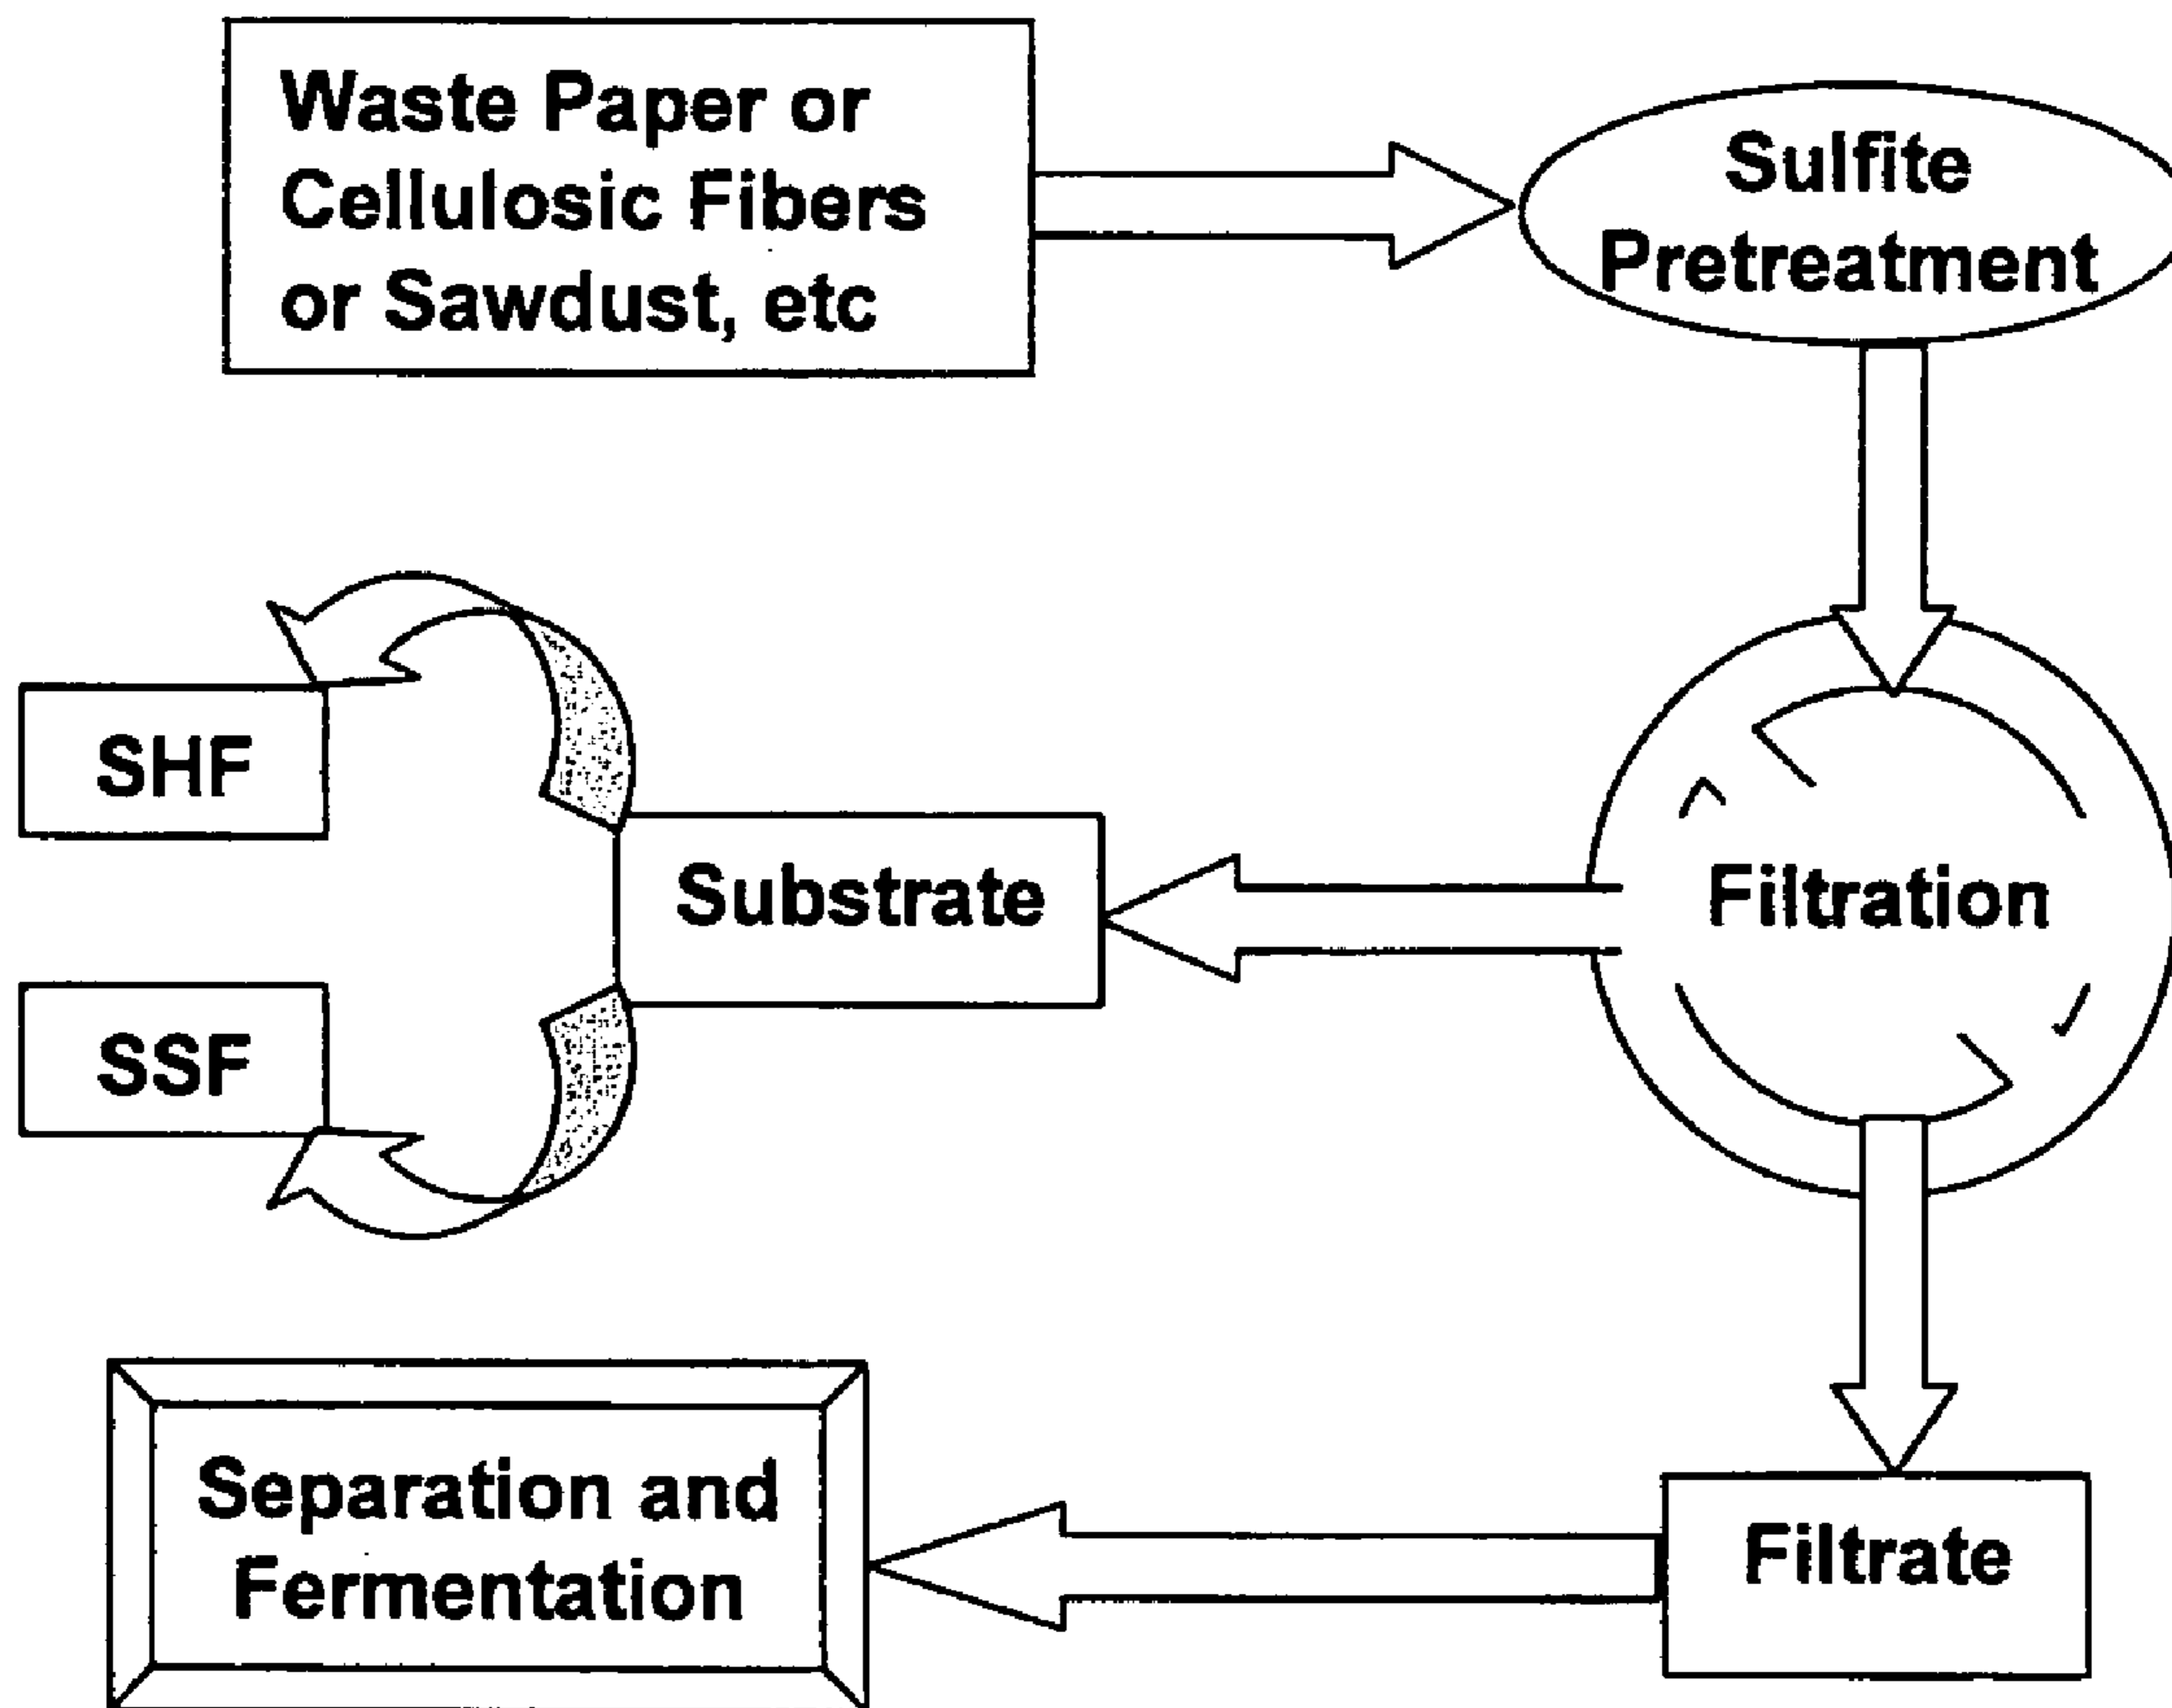 Waste Paper or
Cellulosic Fibers
or Sawdust, etc
Sulfite
Pretreatment
SHF
Substrate
Filtration
SSF
Separation and
Fermentation
Filtrate